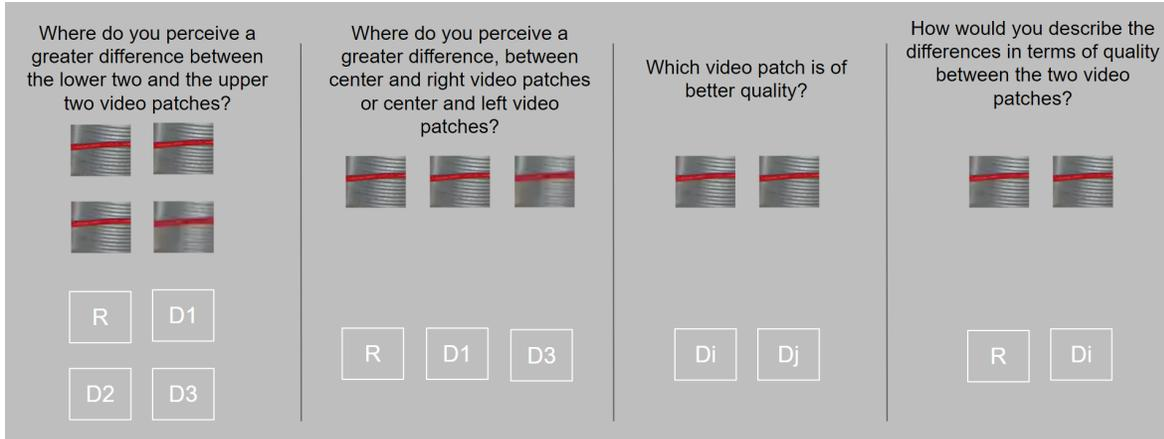 Where do you perceive a
greater difference between
the lower two and the upper
two video patches?
R D1
D2 D3
Where do you perceive a
greater difference, between
center and right video patches
or center and left video
patches?
R D1 D3
Which video patch is of
better quality?
Di Dj
How would you describe the
differences in terms of quality
between the two video
patches?
R Di